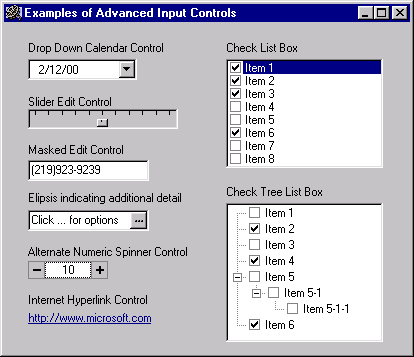 Examples of Advanced Input Controls
Drop Down Calendar Control
2/12/00
Slider Edit Control
Masked Edit Control
(219)923-9239
Elipsis indicating additional detail
Click ... for options
...
Alternate Numeric Spinner Control
− 10 +
Internet Hyperlink Control
http://www.microsoft.com
Check List Box
Item 1
Item 2
Item 3
Item 4
Item 5
Item 6
Item 7
Item 8
Check Tree List Box
Item 1
Item 2
Item 3
Item 4
Item 5
Item 5-1
Item 5-1-1
Item 6